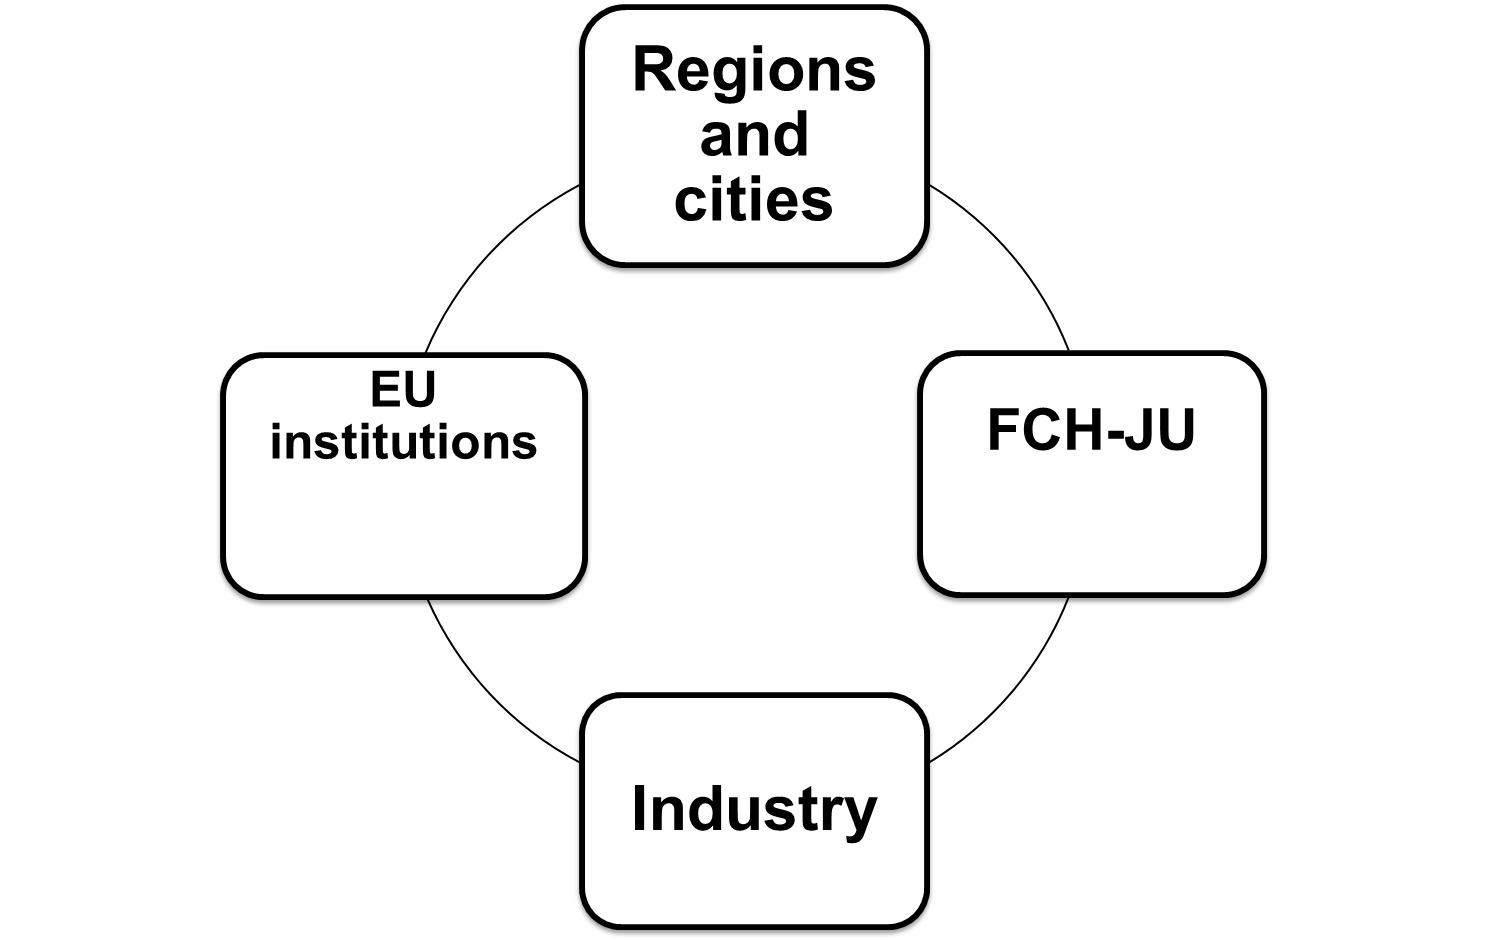 Regions
and
cities
EU
institutions
FCH-JU
Industry